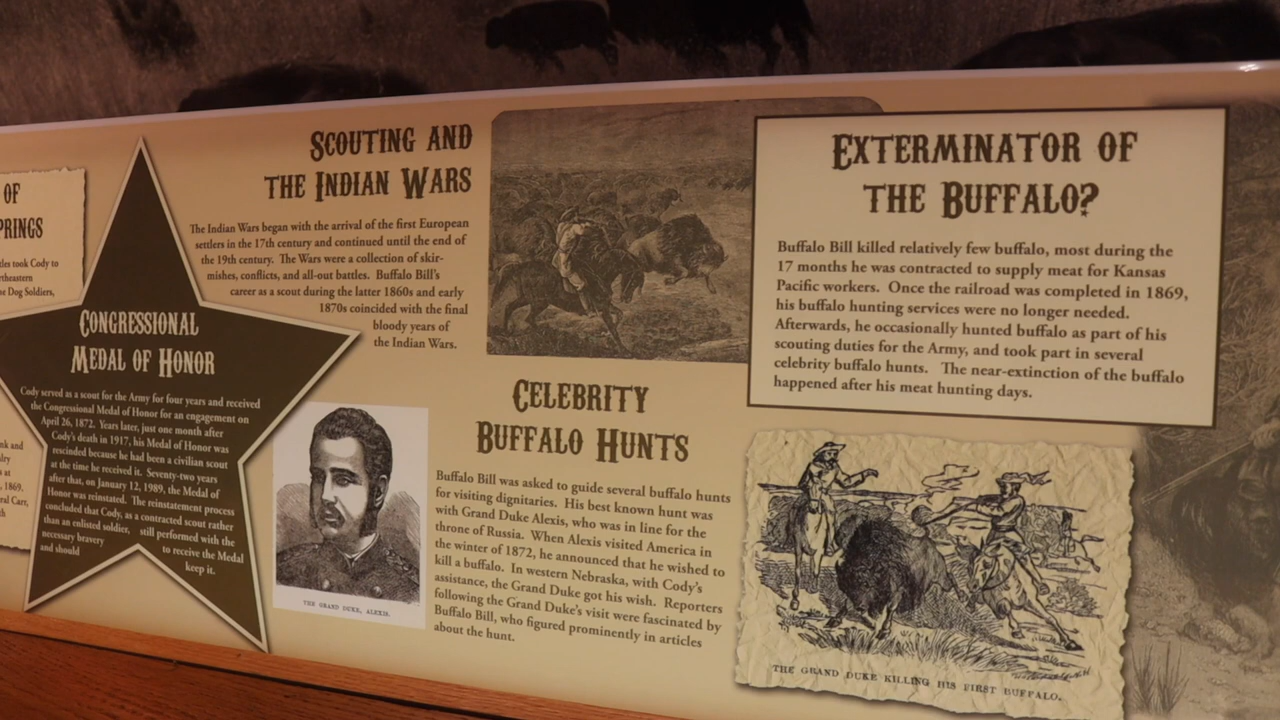 OF
PRINGS
tles took Cody to
rtheastern
e Dog Soldiers,
nk and
lry
s at
, 1869.
ral Carr,
th
CONGRESSIONAL
MEDAL OF HONOR
Cody served as a scout for the Army for four years and received
the Congressional Medal of Honor for an engagement on
April 26, 1872. Years later, just one month after
Cody's death in 1917, his Medal of Honor was
rescinded because he had been a civilian scout
at the time he received it. Seventy-two years
after that, on January 12, 1989, the Medal of
Honor was reinstated. The reinstatement process
concluded that Cody, as a contracted scout rather
than an enlisted soldier, still performed with the
necessary bravery to receive the Medal
and should keep it.
SCOUTING AND
THE INDIAN WARS
The Indian Wars began with the arrival of the first European
settlers in the 17th century and continued until the end of
the 19th century. The Wars were a collection of skir-
mishes, conflicts, and all-out battles. Buffalo Bill's
career as a scout during the latter 1860s and early
1870s coincided with the final
bloody years of
the Indian Wars.
THE GRAND DUKE, ALEXIS.
CELEBRITY
BUFFALO HUNTS
Buffalo Bill was asked to guide several buffalo hunts
for visiting dignitaries. His best known hunt was
with Grand Duke Alexis, who was in line for the
throne of Russia. When Alexis visited America in
the winter of 1872, he announced that he wished to
kill a buffalo. In western Nebraska, with Cody's
assistance, the Grand Duke got his wish. Reporters
following the Grand Duke's visit were fascinated by
Buffalo Bill, who figured prominently in articles
about the hunt.
EXTERMINATOR OF
THE BUFFALO?
Buffalo Bill killed relatively few buffalo, most during the
17 months he was contracted to supply meat for Kansas
Pacific workers. Once the railroad was completed in 1869,
his buffalo hunting services were no longer needed.
Afterwards, he occasionally hunted buffalo as part of his
scouting duties for the Army, and took part in several
celebrity buffalo hunts. The near-extinction of the buffalo
happened after his meat hunting days.
THE GRAND DUKE KILLING HIS FIRST BUFFALO.